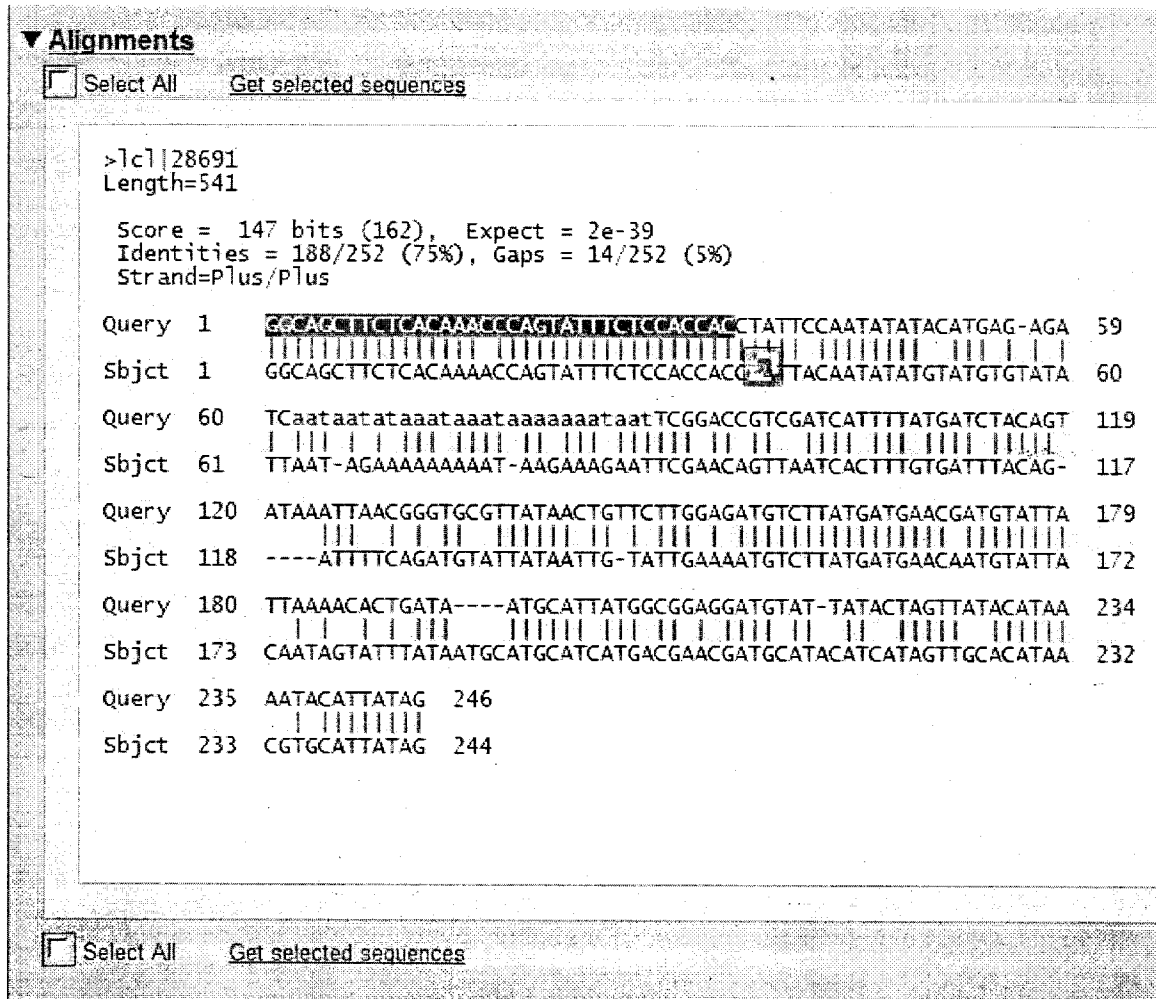 ▼ Alignments
Select All Get selected sequences
>lcl|28691
Length=541
Score = 147 bits (162), Expect = 2e-39
Identities = 188/252 (75%), Gaps = 14/252 (5%)
Strand=Plus/Plus
Query 1 GGCAGCTTCTCACAAACCCAGTATTTCTCCACCACCTATTCCAATATATACATGAG-AGA 59
Sbjct 1 60
Query 60 TCaataatataaataaataaaaaaataatTCGGACCGTCGATCATTTTATGATCTACAGT 119
Sbjct 61 TTAAT-AGAAAAAAAAAT-AAGAAAGAATTCGAACAGTTAATCACTTTGTGATTTACAG- 117
Query 120 ATAAATTAACGGGTGCGTTATAACTGTTCTTGGAGATGTCTTATGATGAACGATGTATTA 179
Sbjct 118 ----ATTTTCAGATGTATTATAATTG-TATTGAAAATGTCTTATGATGAACAATGTATTA 172
Query 180 TTAAAACACTGATA----ATGCATTATGGCGGAGGATGTAT-TATACTAGTTATACATAA 234
Sbjct 173 CAATAGTATTTATAATGCATGCATCATGACGAACGATGCATACATCATAGTTGCACATAA 232
Query 235 AATACATTATAG 246
Sbjct 233 CGTGCATTATAG 244
Select All Get selected sequences